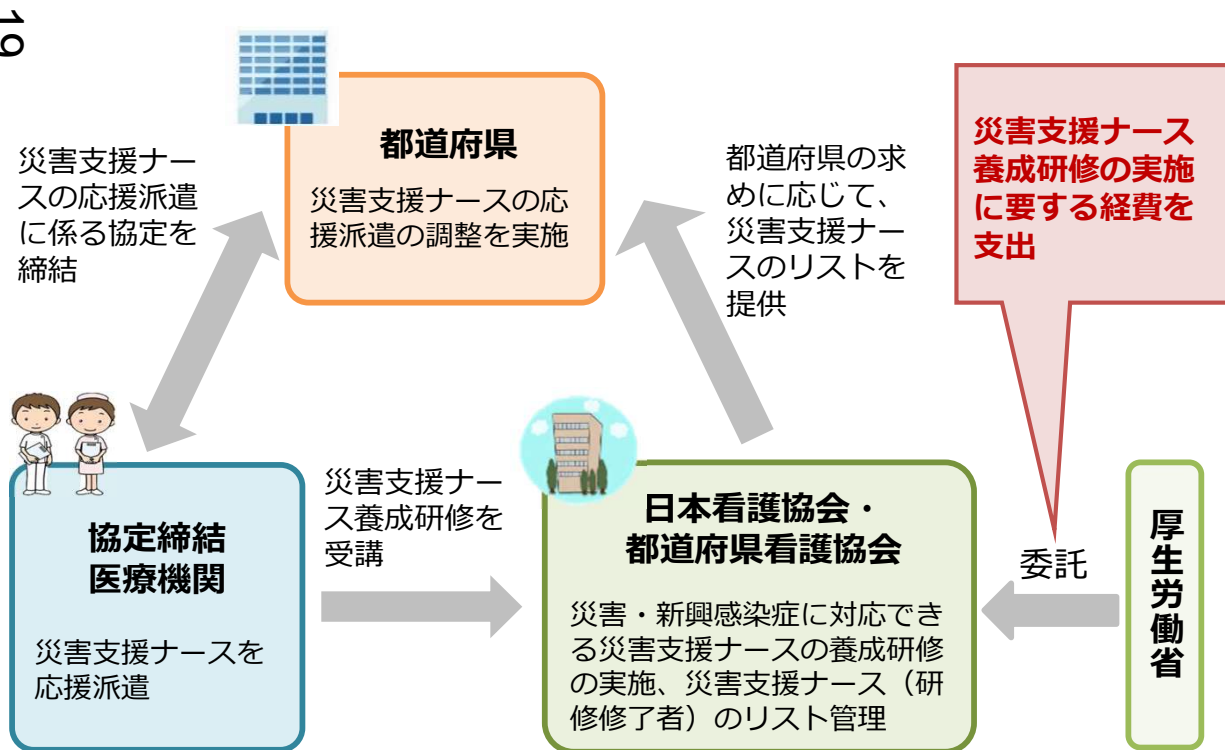 19
都道府県
災害支援ナースの応
援派遣の調整を実施
災害支援ナー
スの応援派遣
に係る協定を
締結
都道府県の求
めに応じて、
災害支援ナー
スのリストを
提供
災害支援ナース
養成研修の実施
に要する経費を
支出
協定締結
医療機関
災害支援ナースを
応援派遣
災害支援ナー
ス養成研修を
受講
日本看護協会・
都道府県看護協会
災害・新興感染症に対応でき
る災害支援ナースの養成研修
の実施、災害支援ナース（研
修修了者）のリスト管理
委託
厚生労働省